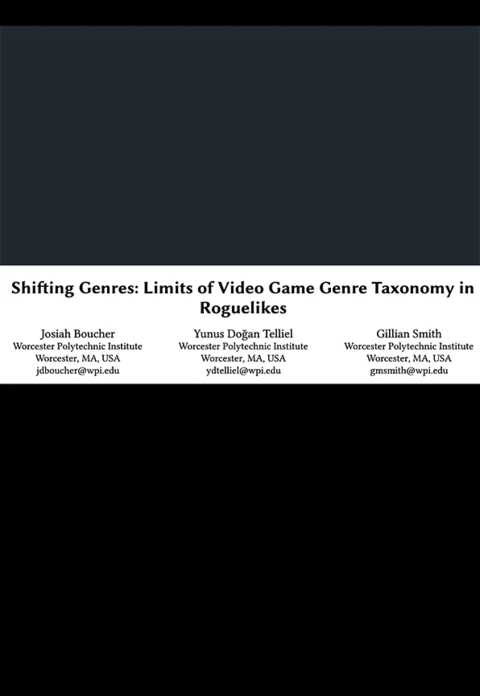 Shifting Genres: Limits of Video Game Genre Taxonomy in
Roguelikes
Josiah Boucher
Worcester Polytechnic Institute
Worcester, MA, USA
jdboucher@wpi.edu
Yunus Doğan Telliel
Worcester Polytechnic Institute
Worcester, MA, USA
ydtelliel@wpi.edu
Gillian Smith
Worcester Polytechnic Institute
Worcester, MA, USA
gmsmith@wpi.edu